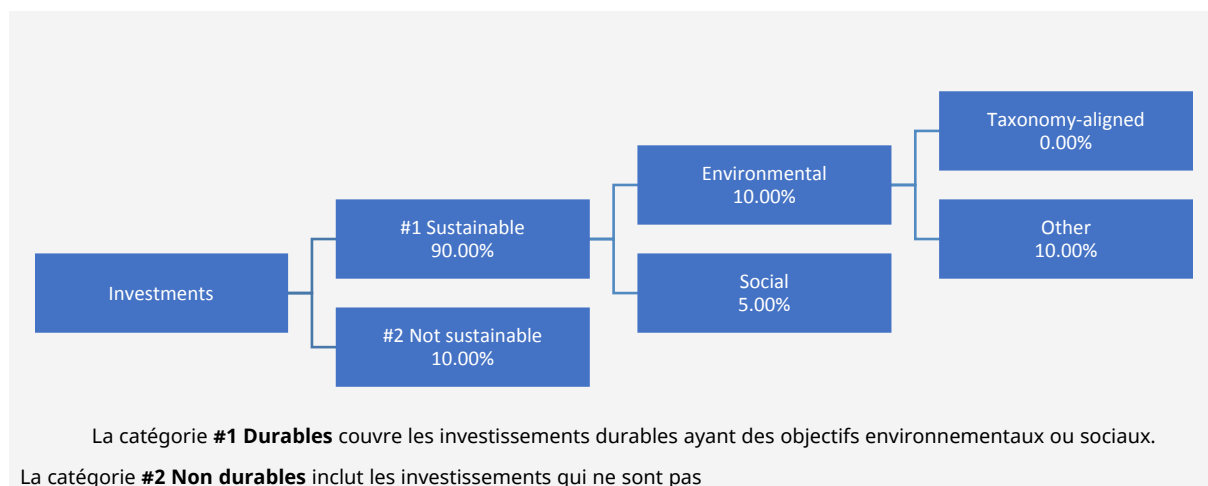 Investments
#1 Sustainable
90.00%
#2 Not sustainable
10.00%
Environmental
10.00%
Social
5.00%
Taxonomy-aligned
0.00%
Other
10.00%
La catégorie #1 Durables couvre les investissements durables ayant des objectifs environnementaux ou sociaux.
La catégorie #2 Non durables inclut les investissements qui ne sont pas